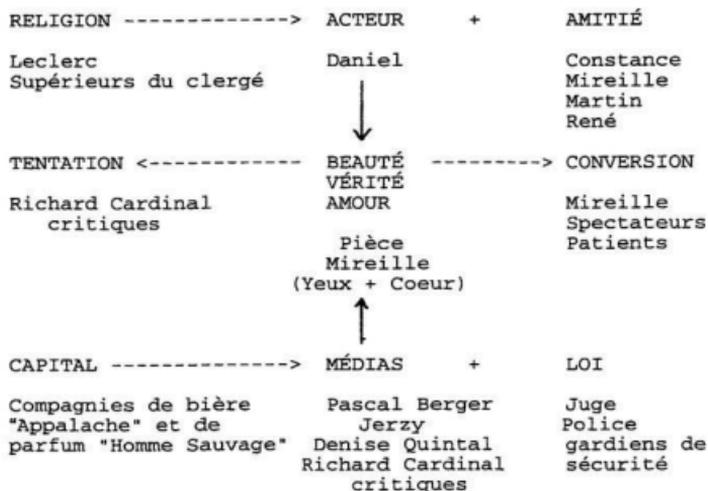 RELIGION -------------> ACTEUR + AMITIÉ
Leclerc Daniel Constance
Supérieurs du clergé Mireille
Martin
René
TENTATION <------------ BEAUTÉ ---------> CONVERSION
VÉRITÉ
Richard Cardinal AMOUR Mireille
critiques Spectateurs
Pièce Patients
Mireille
(Yeux + Coeur)
CAPITAL --------------> MÉDIAS + LOI
Compagnies de bière Pascal Berger Juge
"Appalache" et de Jerzy Police
parfum "Homme Sauvage" Denise Quintal gardiens de
Richard Cardinal sécurité
critiques